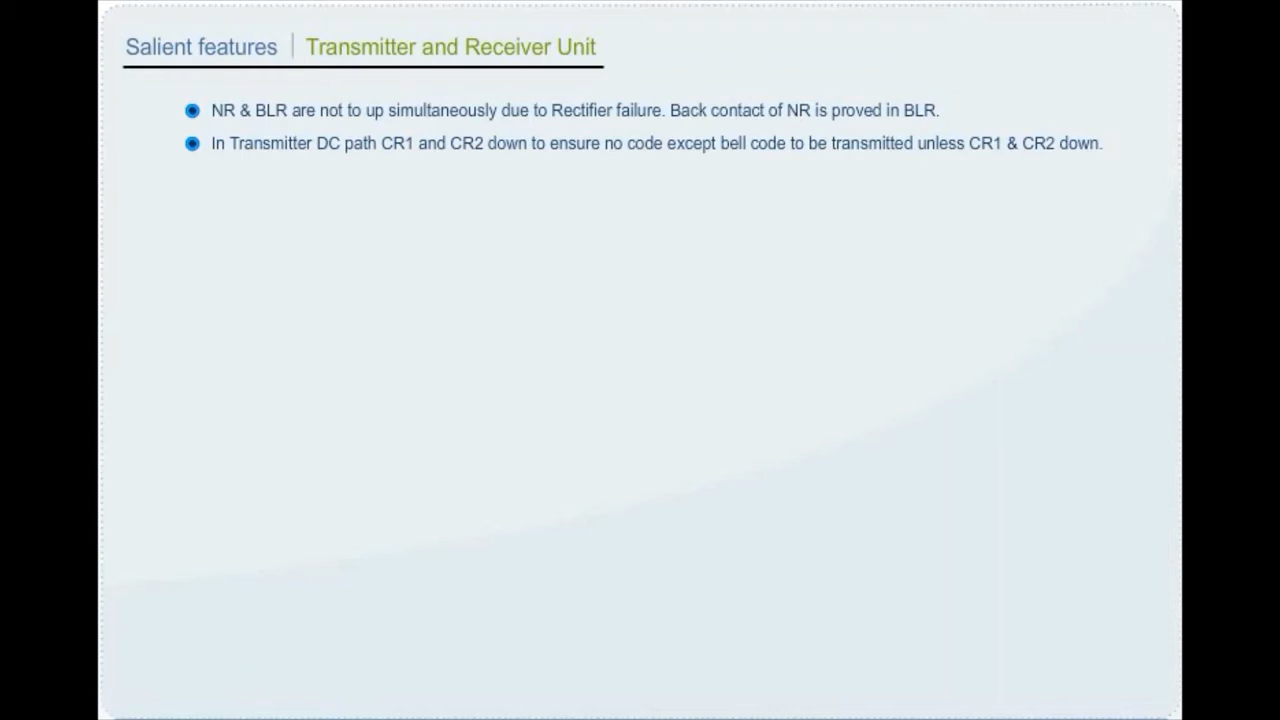 Salient features | Transmitter and Receiver Unit
NR & BLR are not to up simultaneously due to Rectifier failure. Back contact of NR is proved in BLR.
In Transmitter DC path CR1 and CR2 down to ensure no code except bell code to be transmitted unless CR1 & CR2 down.